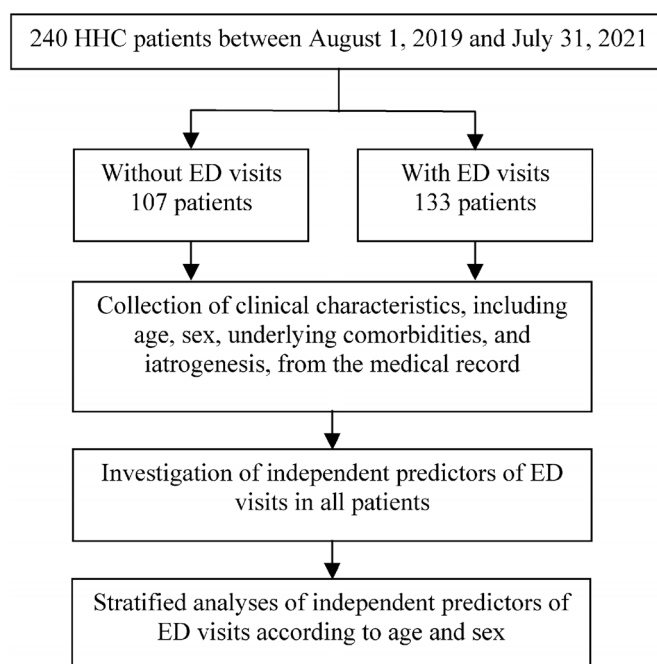 240 HHC patients between August 1, 2019 and July 31, 2021
Without ED visits
107 patients
With ED visits
133 patients
Collection of clinical characteristics, including
age, sex, underlying comorbidities, and
iatrogenesis, from the medical record
Investigation of independent predictors of ED
visits in all patients
Stratified analyses of independent predictors of
ED visits according to age and sex